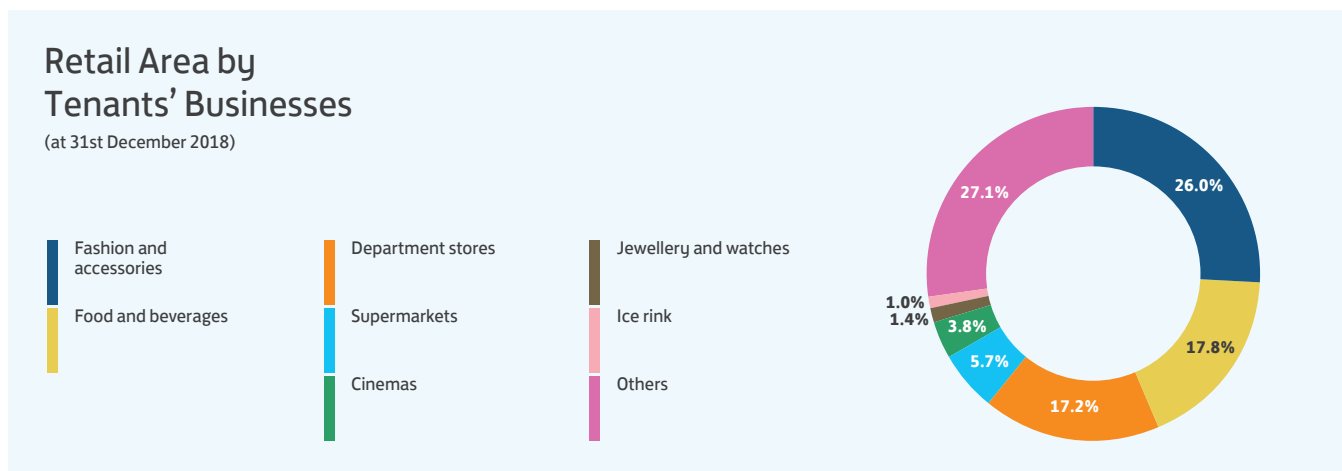 Retail Area by
Tenants’ Businesses
(at 31st December 2018)
Fashion and
accessories
Food and beverages
Department stores
Supermarkets
Cinemas
Jewellery and watches
Ice rink
Others
26.0%
17.8%
17.2%
5.7%
3.8%
1.4%
1.0%
27.1%